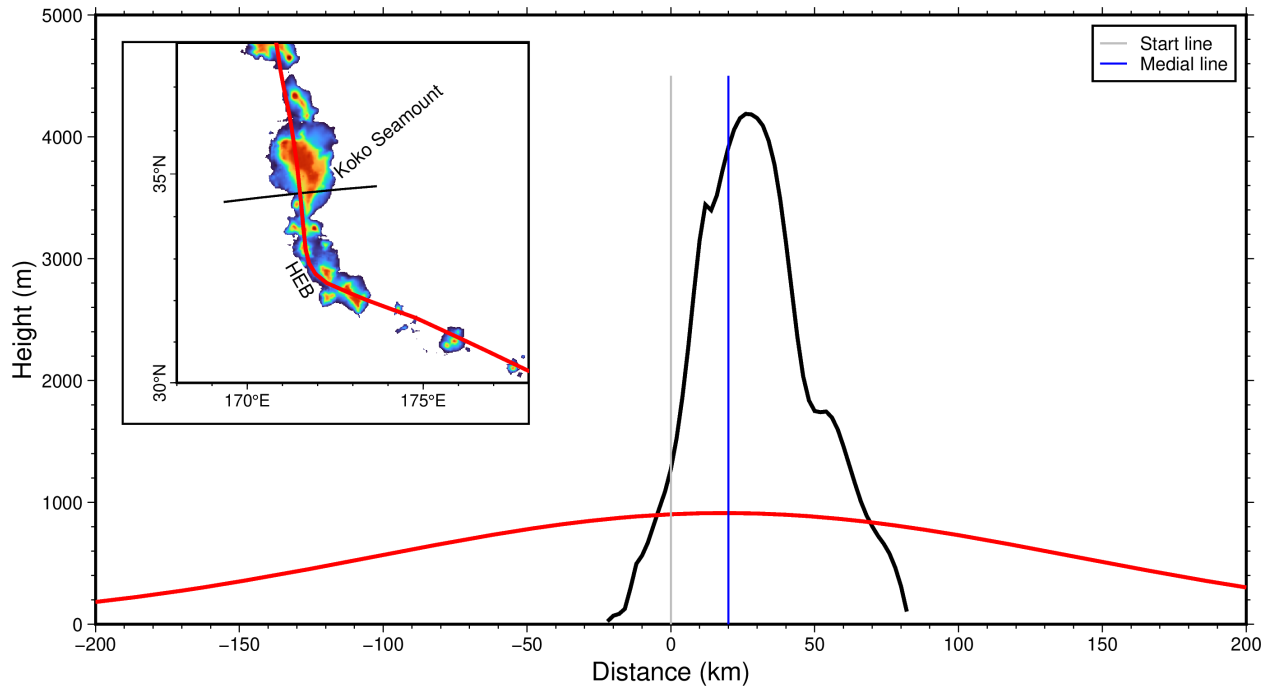 5000
4000
3000
2000
1000
0
Height (m)
−200
−150
−100
−50
0
50
100
150
200
Distance (km)
Start line
Medial line
35°N
30°N
170°E
175°E
Koko Seamount
HEB